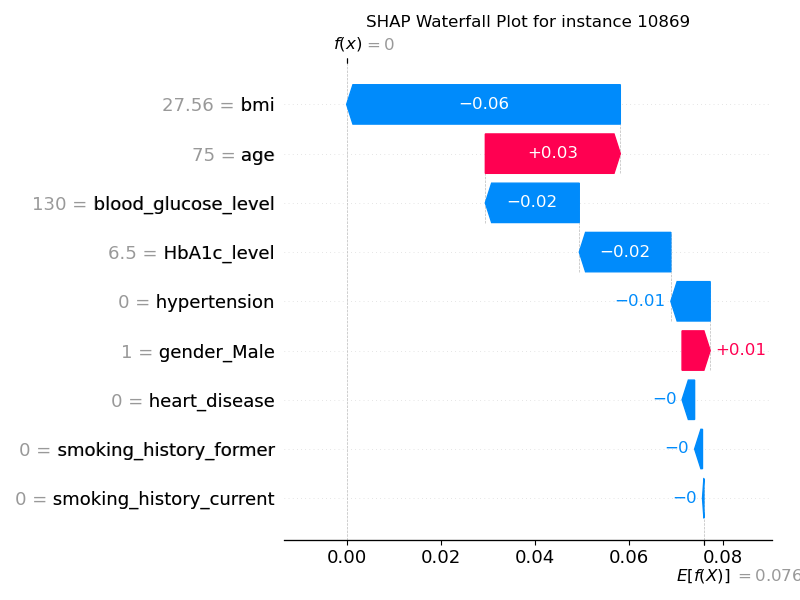 SHAP Waterfall Plot for instance 10869
f(x) = 0
27.56 = bmi
−0.06
75 = age
+0.03
130 = blood_glucose_level
−0.02
6.5 = HbA1c_level
−0.02
0 = hypertension
−0.01
1 = gender_Male
+0.01
0 = heart_disease
−0
0 = smoking_history_former
−0
0 = smoking_history_current
−0
0.00 0.02 0.04 0.06 0.08
E[f(X)] = 0.076